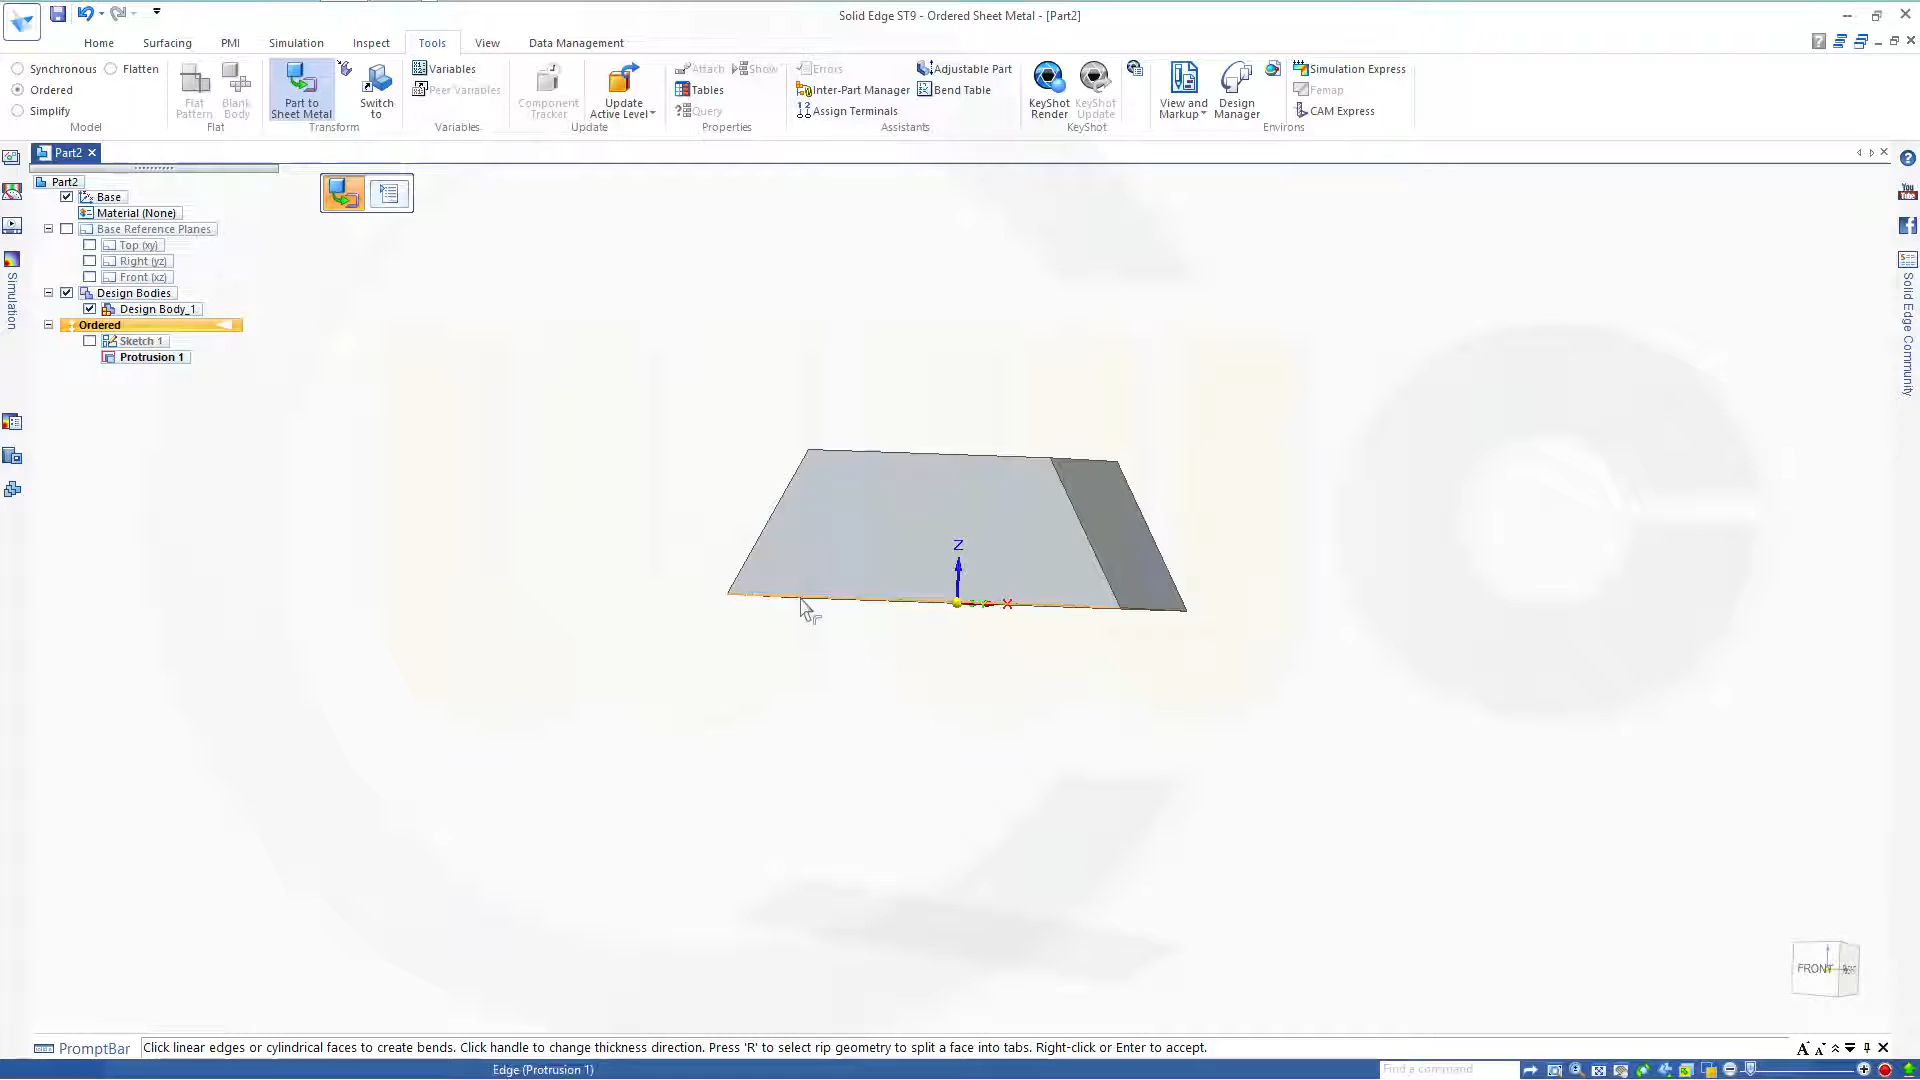 Solid Edge ST9 - Ordered Sheet Metal - [Part2]
Home Surfacing PMI Simulation Inspect Tools View Data Management
Synchronous Flatten
Ordered
Simplify
Model
Flat Pattern
Blank Body
Flat
Part to Sheet Metal
Switch to
Transform
Variables
Peer Variables
Variables
Component Tracker
Update Active Level
Update
Attach Show
Tables
Query
Properties
Errors
Inter-Part Manager
Assign Terminals
Adjustable Part
Bend Table
Assistants
KeyShot Render
KeyShot Update
KeyShot
View and Markup
Design Manager
Simulation Express
Femap
CAM Express
Environs
Part2
Part2
Base
Material (None)
Base Reference Planes
Top (xy)
Right (yz)
Front (xz)
Design Bodies
Design Body_1
Ordered
Sketch 1
Protrusion 1
Simulation
You Tube
Solid Edge Community
Z
X
FRONT
PromptBar
Click linear edges or cylindrical faces to create bends. Click handle to change thickness direction. Press 'R' to select rip geometry to split a face into tabs. Right-click or Enter to accept.
Edge (Protrusion 1)
Find a command